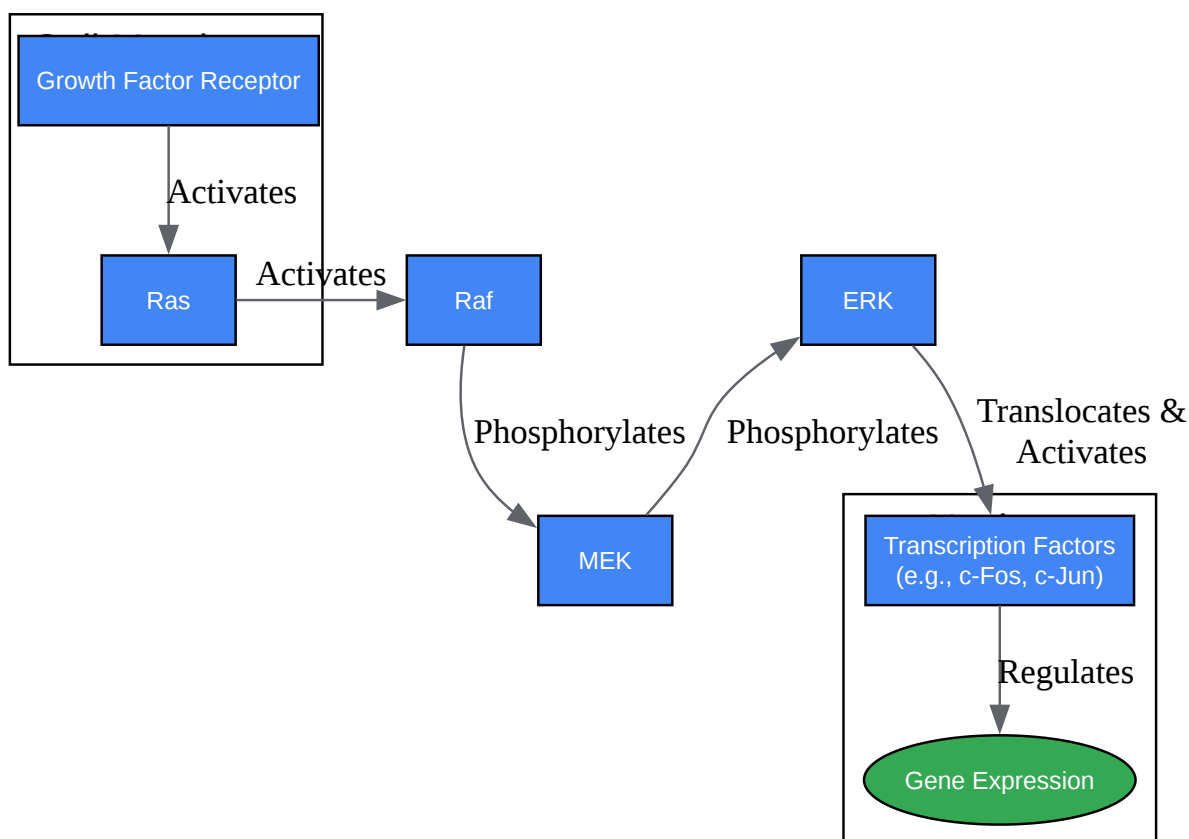 Growth Factor Receptor
Activates
Ras
Activates
Raf
ERK
Phosphorylates
Phosphorylates
Translocates &
Activates
MEK
Transcription Factors
(e.g., c-Fos, c-Jun)
Regulates
Gene Expression